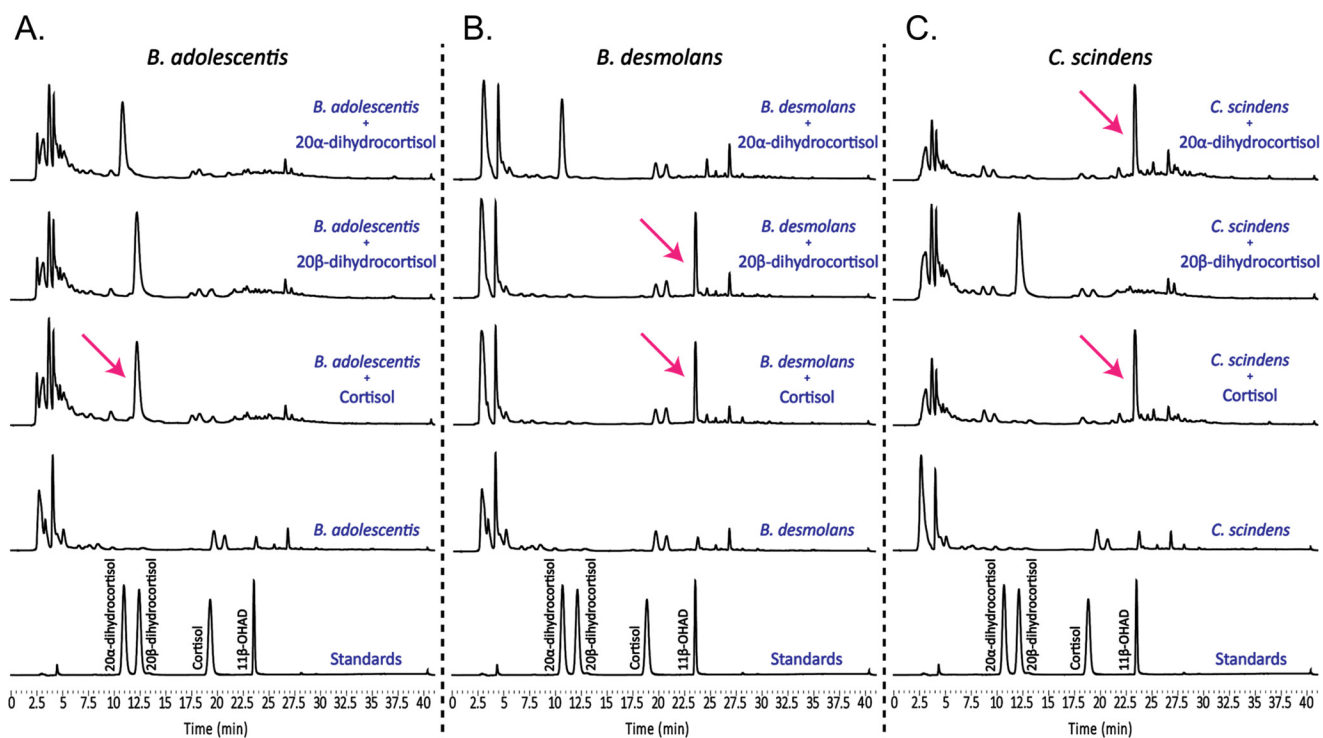 A.
B. adolescentis
B. adolescentis
+
20α-dihydrocortisol
B. adolescentis
+
20β-dihydrocortisol
B. adolescentis
+
Cortisol
B. adolescentis
20α-dihydrocortisol
20β-dihydrocortisol
Cortisol
11β-OHAD
Standards
0 2.5 5 7.5 10 12.5 15 17.5 20 22.5 25 27.5 30 32.5 35 37.5 40
Time (min)
B.
B. desmolans
B. desmolans
+
20α-dihydrocortisol
B. desmolans
+
20β-dihydrocortisol
B. desmolans
+
Cortisol
B. desmolans
20α-dihydrocortisol
20β-dihydrocortisol
Cortisol
11β-OHAD
Standards
0 2.5 5 7.5 10 12.5 15 17.5 20 22.5 25 27.5 30 32.5 35 37.5 40.0
Time (min)
C.
C. scindens
C. scindens
+
20α-dihydrocortisol
C. scindens
+
20β-dihydrocortisol
C. scindens
+
Cortisol
C. scindens
20α-dihydrocortisol
20β-dihydrocortisol
Cortisol
11β-OHAD
Standards
0 2.5 5 7.5 10 12.5 15 17.5 20 22.5 25 27.5 30 32.5 35 37.5 40
Time (min)